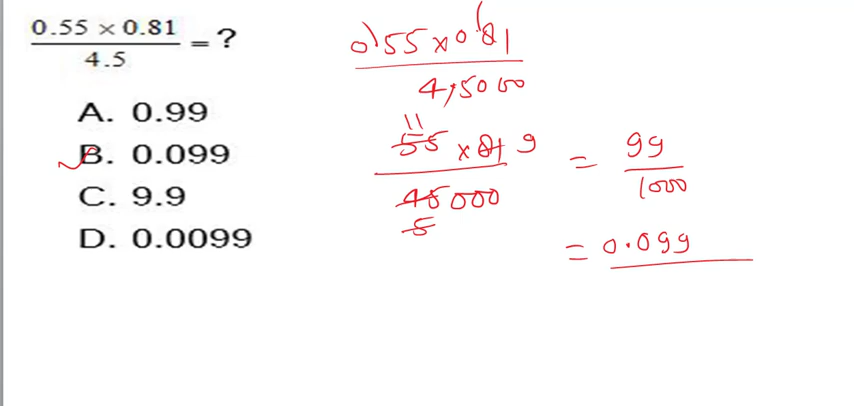 0.55 × 0.81
4.5
= ?
A. 0.99
B. 0.099
C. 9.9
D. 0.0099
0.55 × 0.81
4.5000
11
55 × 81 9
45000
5
= 99
1000
= 0.099